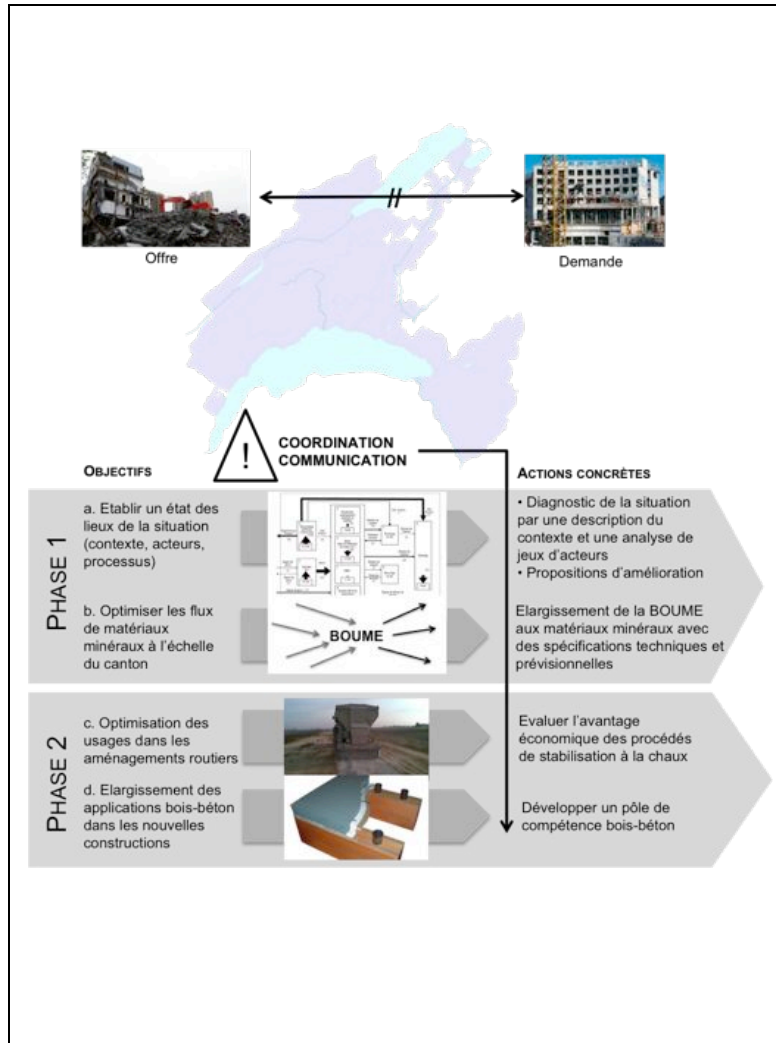 Offre
//
Demande
!
COORDINATION
COMMUNICATION
OBJECTIFS
ACTIONS CONCRÈTES
PHASE 1
a. Etablir un état des
lieux de la situation
(contexte, acteurs,
processus)
• Diagnostic de la situation
par une description du
contexte et une analyse de
jeux d'acteurs
• Propositions d'amélioration
b. Optimiser les flux
de matériaux
minéraux à l'échelle
du canton
BOUME
Elargissement de la BOUME
aux matériaux minéraux avec
des spécifications techniques et
prévisionnelles
PHASE 2
c. Optimisation des
usages dans les
aménagements routiers
Evaluer l'avantage
économique des procédés
de stabilisation à la chaux
d. Elargissement des
applications bois-béton
dans les nouvelles
constructions
Développer un pôle de
compétence bois-béton